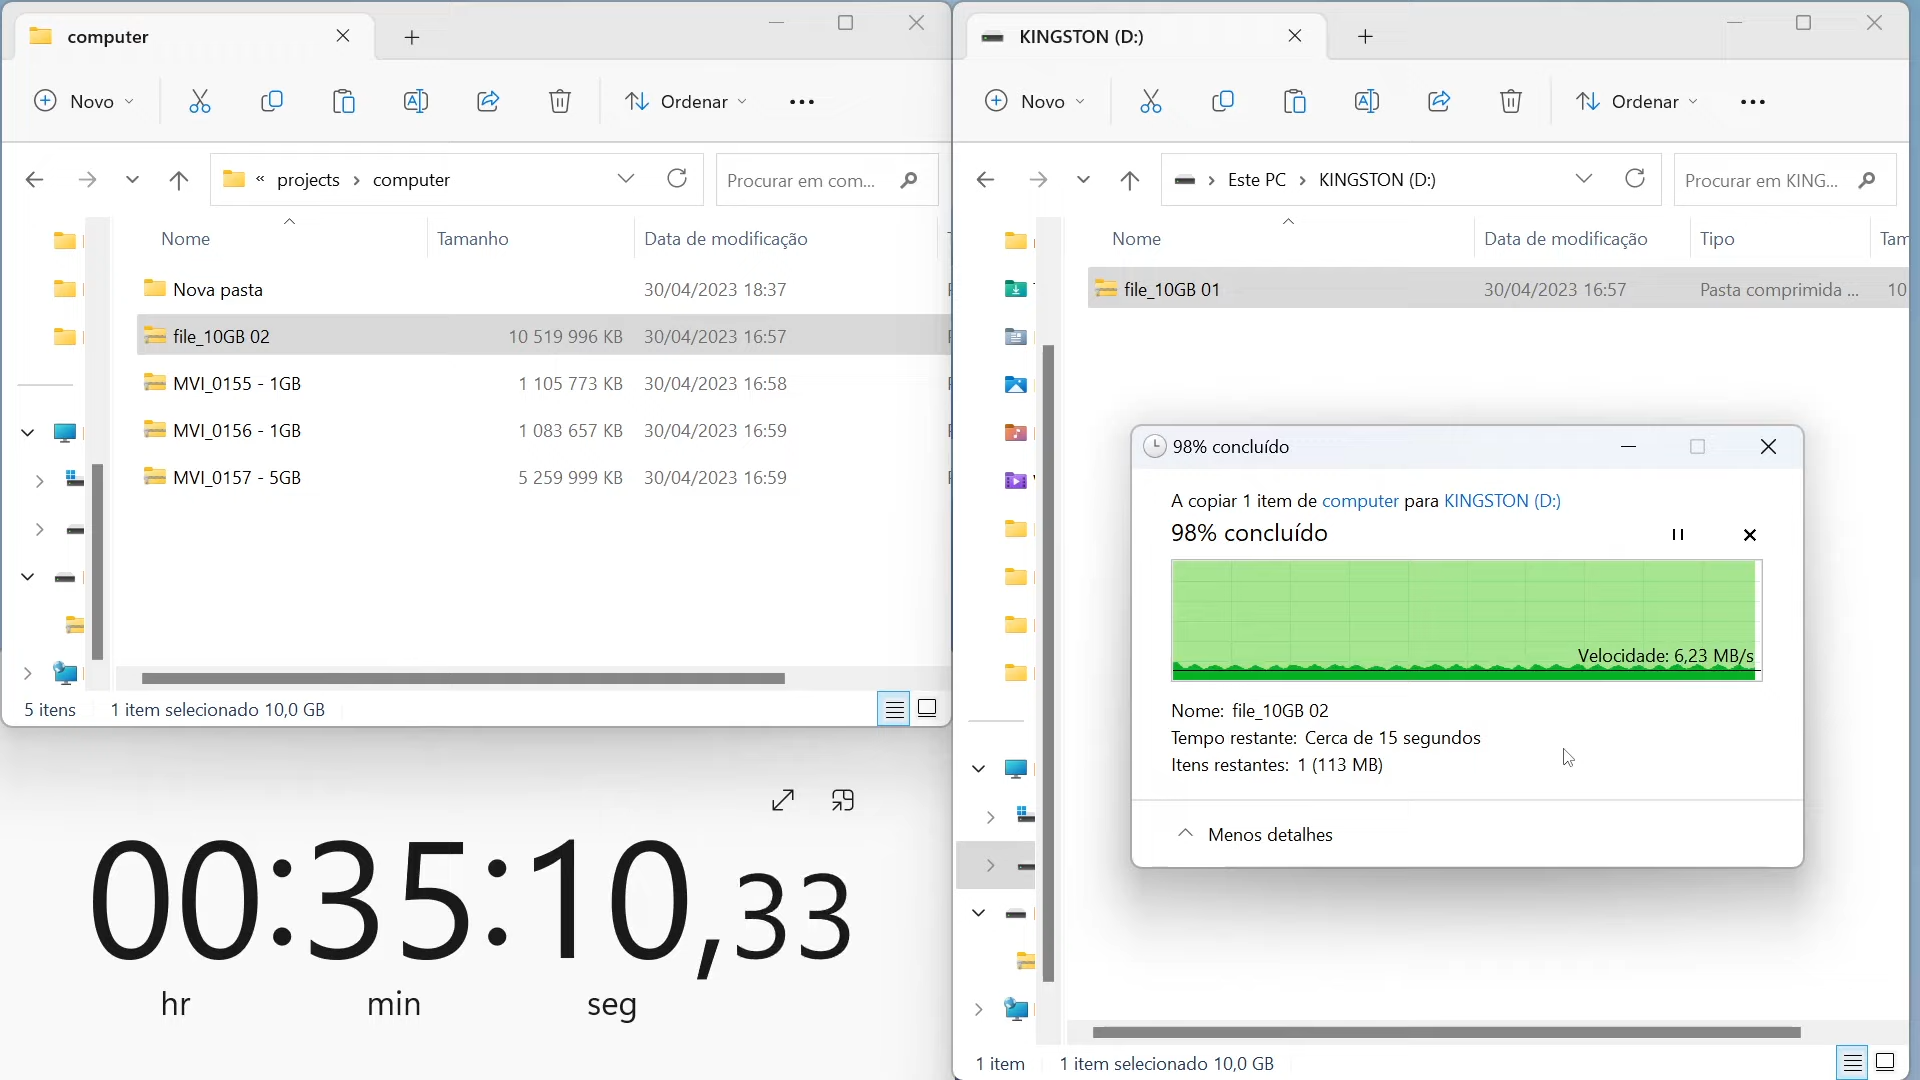 computer
Novo
Ordenar
« projects › computer
Procurar em com...
Nome
Tamanho
Data de modificação
Nova pasta
30/04/2023 18:37
file_10GB 02
10 519 996 KB
30/04/2023 16:57
MVI_0155 - 1GB
1 105 773 KB
30/04/2023 16:58
MVI_0156 - 1GB
1 083 657 KB
30/04/2023 16:59
MVI_0157 - 5GB
5 259 999 KB
30/04/2023 16:59
5 itens
1 item selecionado 10,0 GB
00:35:10,33
hr
min
seg
KINGSTON (D:)
Novo
Ordenar
› Este PC › KINGSTON (D:)
Procurar em KING...
Nome
Data de modificação
Tipo
Tam
file_10GB 01
30/04/2023 16:57
Pasta comprimida ...
10
98% concluído
A copiar 1 item de computer para KINGSTON (D:)
98% concluído
Velocidade: 6,23 MB/s
Nome: file_10GB 02
Tempo restante: Cerca de 15 segundos
Itens restantes: 1 (113 MB)
Menos detalhes
1 item
1 item selecionado 10,0 GB